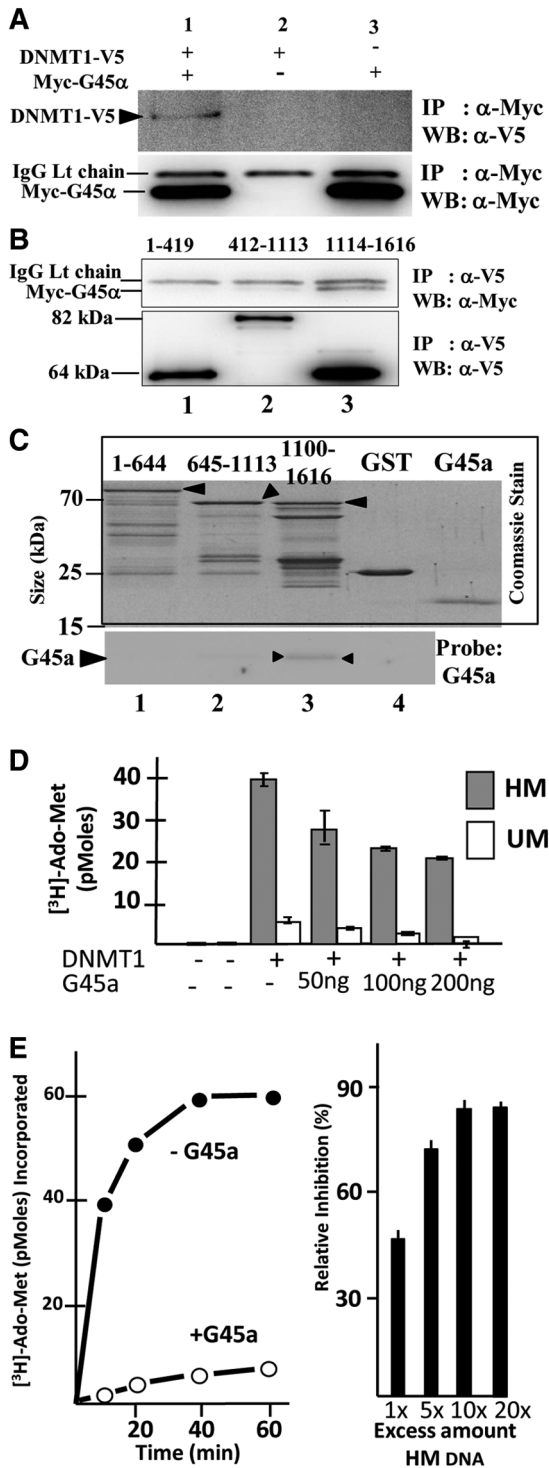 A
1 2 3
DNMT1-V5 + + -
Myc-G45α + - +
DNMT1-V5
IP : α-Myc
WB: α-V5
IgG Lt chain
Myc-G45α
IP : α-Myc
WB: α-Myc
B
1-419 412-1113 1114-1616
IgG Lt chain
Myc-G45α
IP : α-V5
WB: α-Myc
82 kDa
64 kDa
IP : α-V5
WB: α-V5
1 2 3
C
1-644 645-1113 1100-1616 GST G45a
70
25
15
Size (kDa)
Coomassie Stain
G45a
Probe:
G45a
1 2 3 4
D
[³H]-Ado-Met
(pMoles)
40
30
20
10
HM
UM
DNMT1 - - + + + +
G45a - - - 50ng 100ng 200ng
E
[³H]-Ado-Met (pMoles) Incorporated
60
40
20
- G45a
+G45a
20 40 60
Time (min)
Relative Inhibition (%)
90
60
30
1x 5x 10x 20x
Excess amount
HM DNA